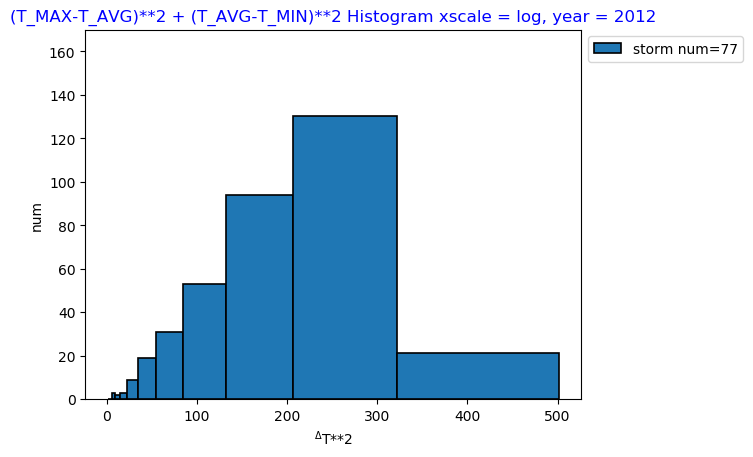 (T_MAX-T_AVG)**2 + (T_AVG-T_MIN)**2 Histogram xscale = log, year = 2012
storm num=77
160
140
120
100
80
60
40
20
0
num
0 100 200 300 400 500
ΔT**2